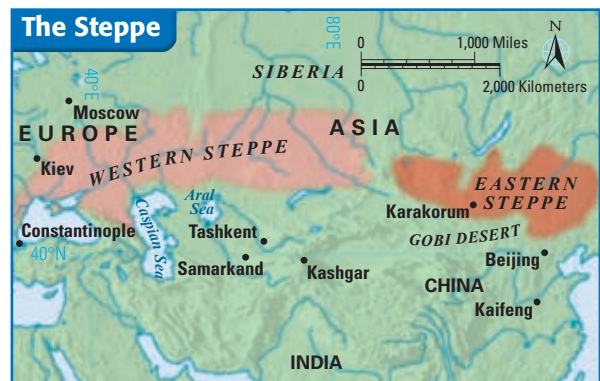 The Steppe
80°E
N
0 1,000 Miles
0 2,000 Kilometers
SIBERIA
40°E
Moscow
EUROPE
ASIA
Kiev
WESTERN STEPPE
EASTERN
STEPPE
Aral
Sea
Karakorum
Caspian Sea
Constantinople
40°N
Tashkent
GOBI DESERT
Samarkand
Kashgar
Beijing
CHINA
Kaifeng
INDIA